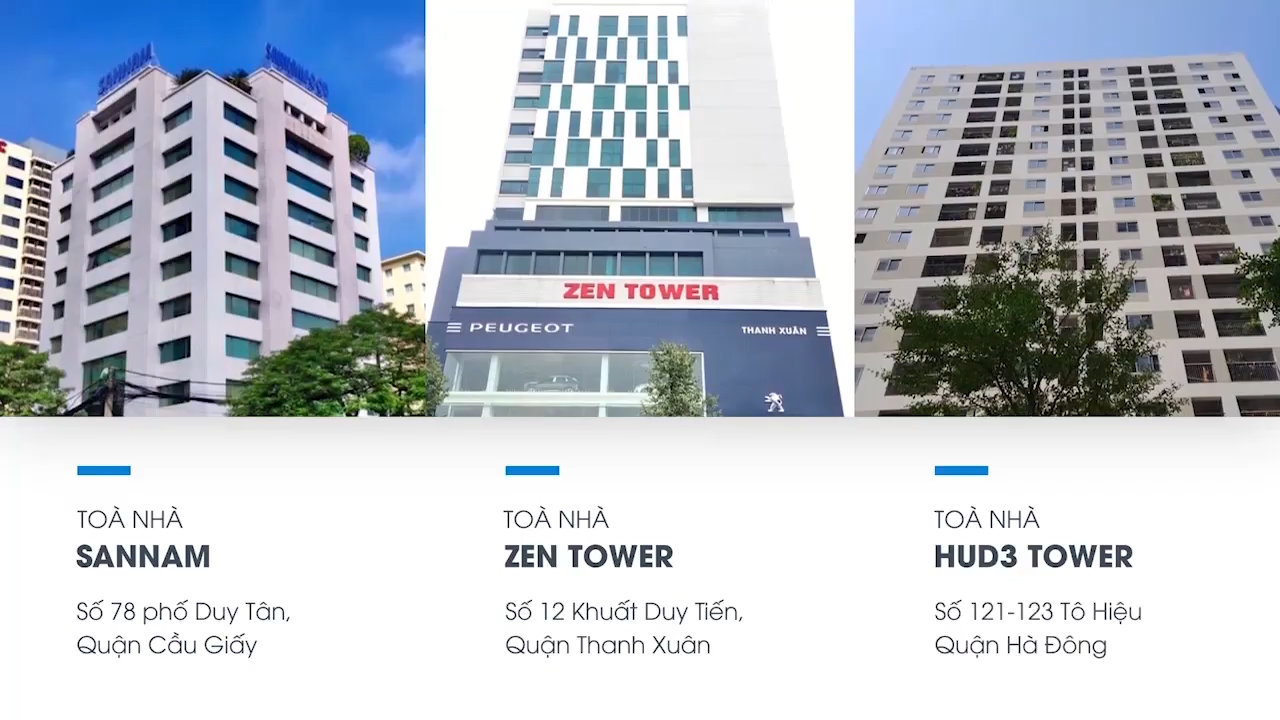 SANNAM
ZEN TOWER
PEUGEOT
THANH XUÂN
TOÀ NHÀ
SANNAM
Số 78 phố Duy Tân,
Quận Cầu Giấy
TOÀ NHÀ
ZEN TOWER
Số 12 Khuất Duy Tiến,
Quận Thanh Xuân
TOÀ NHÀ
HUD3 TOWER
Số 121-123 Tô Hiệu
Quận Hà Đông